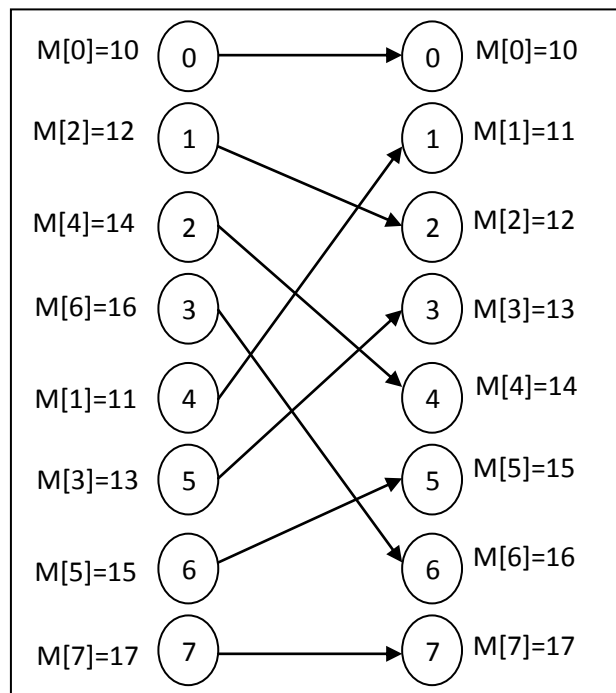 M[0]=10 0 0 M[0]=10
M[2]=12 1 1 M[1]=11
M[4]=14 2 2 M[2]=12
M[6]=16 3 3 M[3]=13
M[1]=11 4 4 M[4]=14
M[3]=13 5 5 M[5]=15
M[5]=15 6 6 M[6]=16
M[7]=17 7 7 M[7]=17